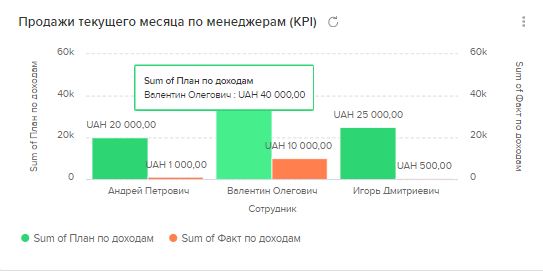 Продажи текущего месяца по менеджерам (KPI)
60k
60k
Sum of План по доходам
Валентин Олегович : UAH 40 000,00
40k
40k
UAH 20 000,00
UAH 25 000,00
20k
20k
UAH 10 000,00
UAH 1 000,00
UAH 500,00
0
0
Sum of План по доходам
Sum of Факт по доходам
Андрей Петрович
Валентин Олегович
Игорь Дмитриевич
Сотрудник
Sum of План по доходам
Sum of Факт по доходам